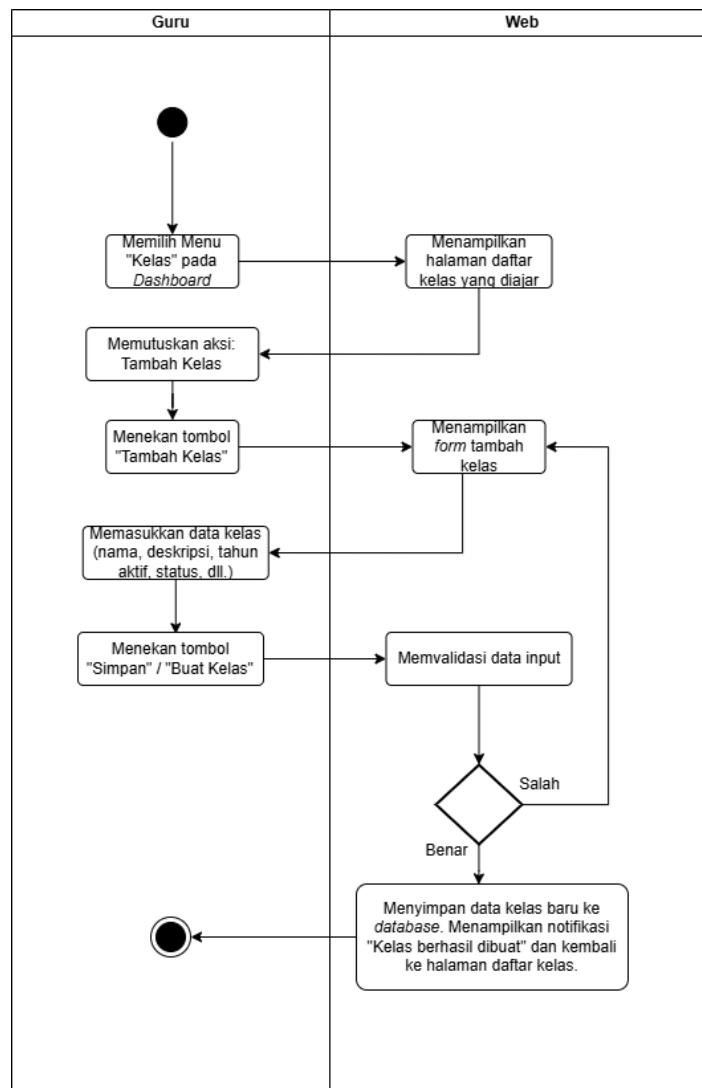 Guru
Web
Memilih Menu
"Kelas" pada
Dashboard
Menampilkan
halaman daftar
kelas yang diajar
Memutuskan aksi:
Tambah Kelas
Menekan tombol
"Tambah Kelas"
Menampilkan
form tambah
kelas
Memasukkan data kelas
(nama, deskripsi, tahun
aktif, status, dll.)
Menekan tombol
"Simpan" / "Buat Kelas"
Memvalidasi data input
Salah
Benar
Menyimpan data kelas baru ke
database. Menampilkan notifikasi
"Kelas berhasil dibuat" dan kembali
ke halaman daftar kelas.